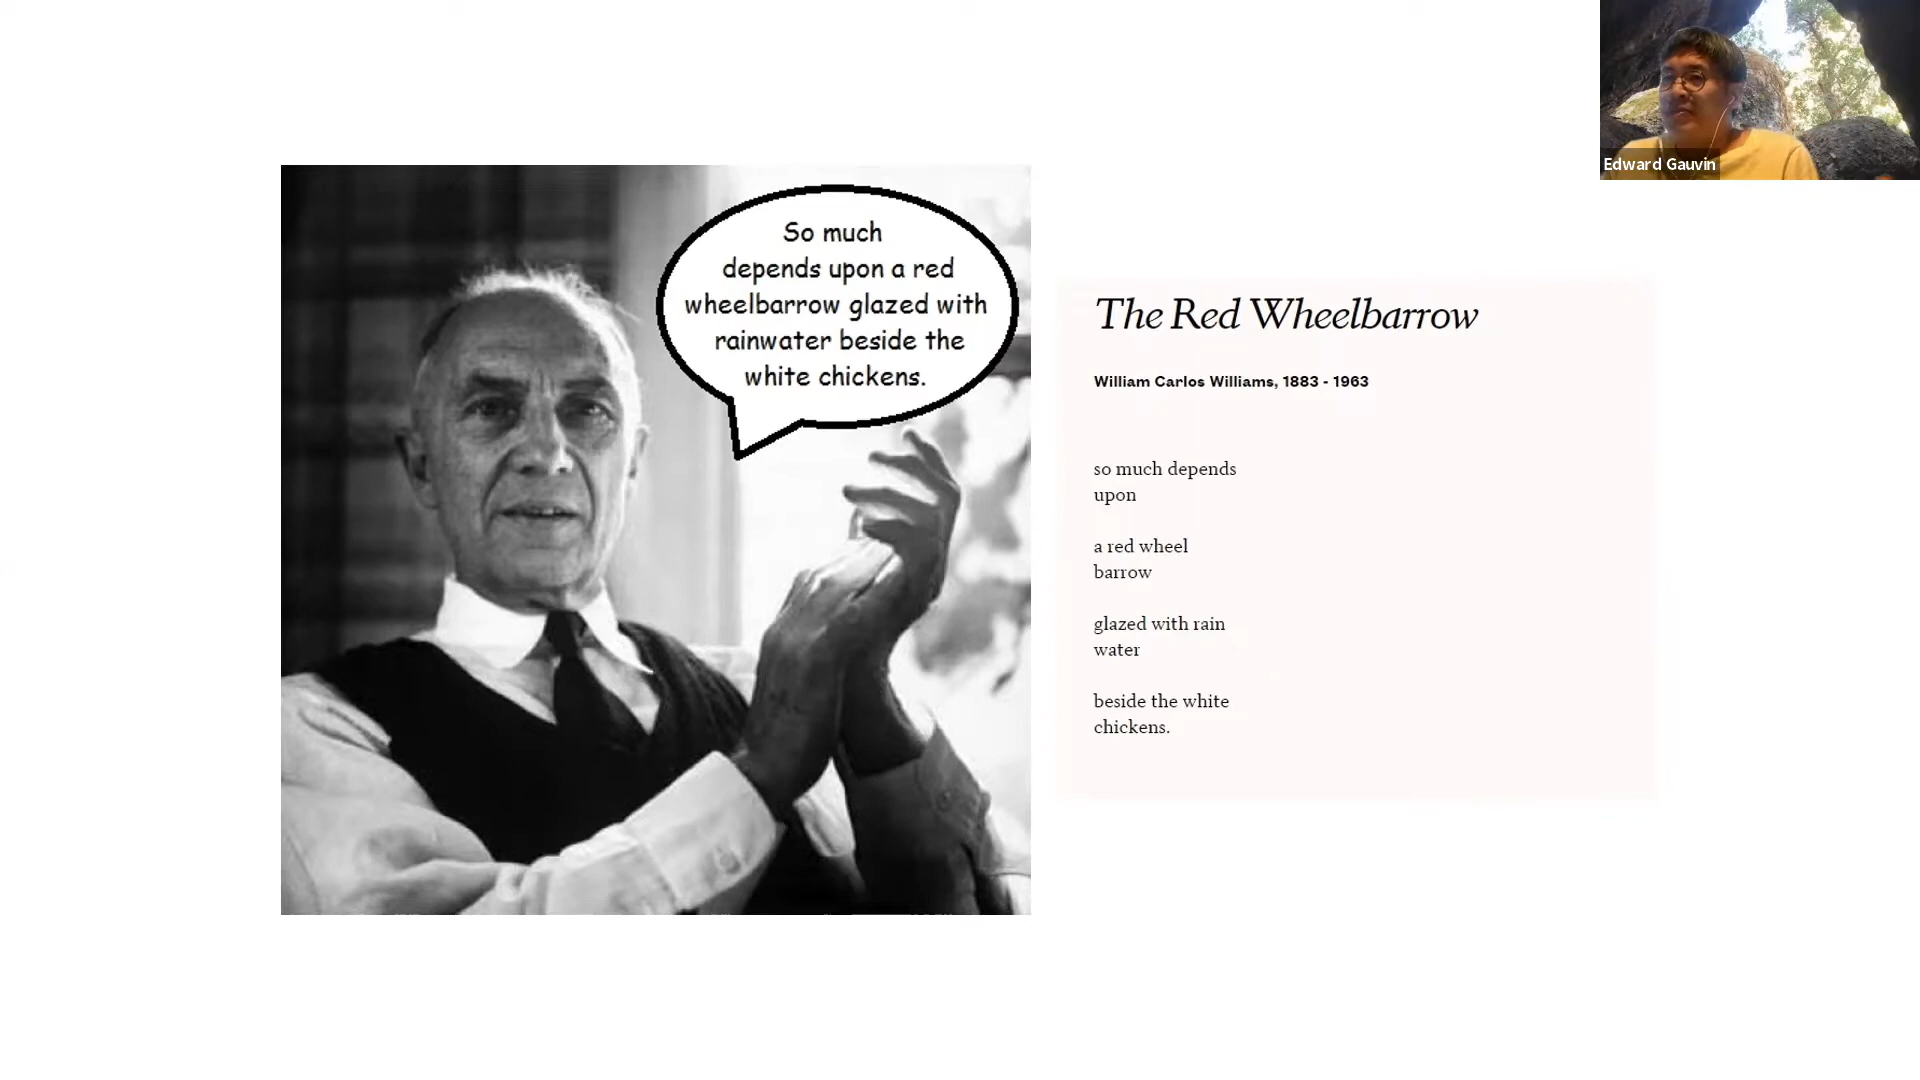 So much
depends upon a red
wheelbarrow glazed with
rainwater beside the
white chickens.
The Red Wheelbarrow
William Carlos Williams, 1883 - 1963
so much depends
upon
a red wheel
barrow
glazed with rain
water
beside the white
chickens.
Edward Gauvin